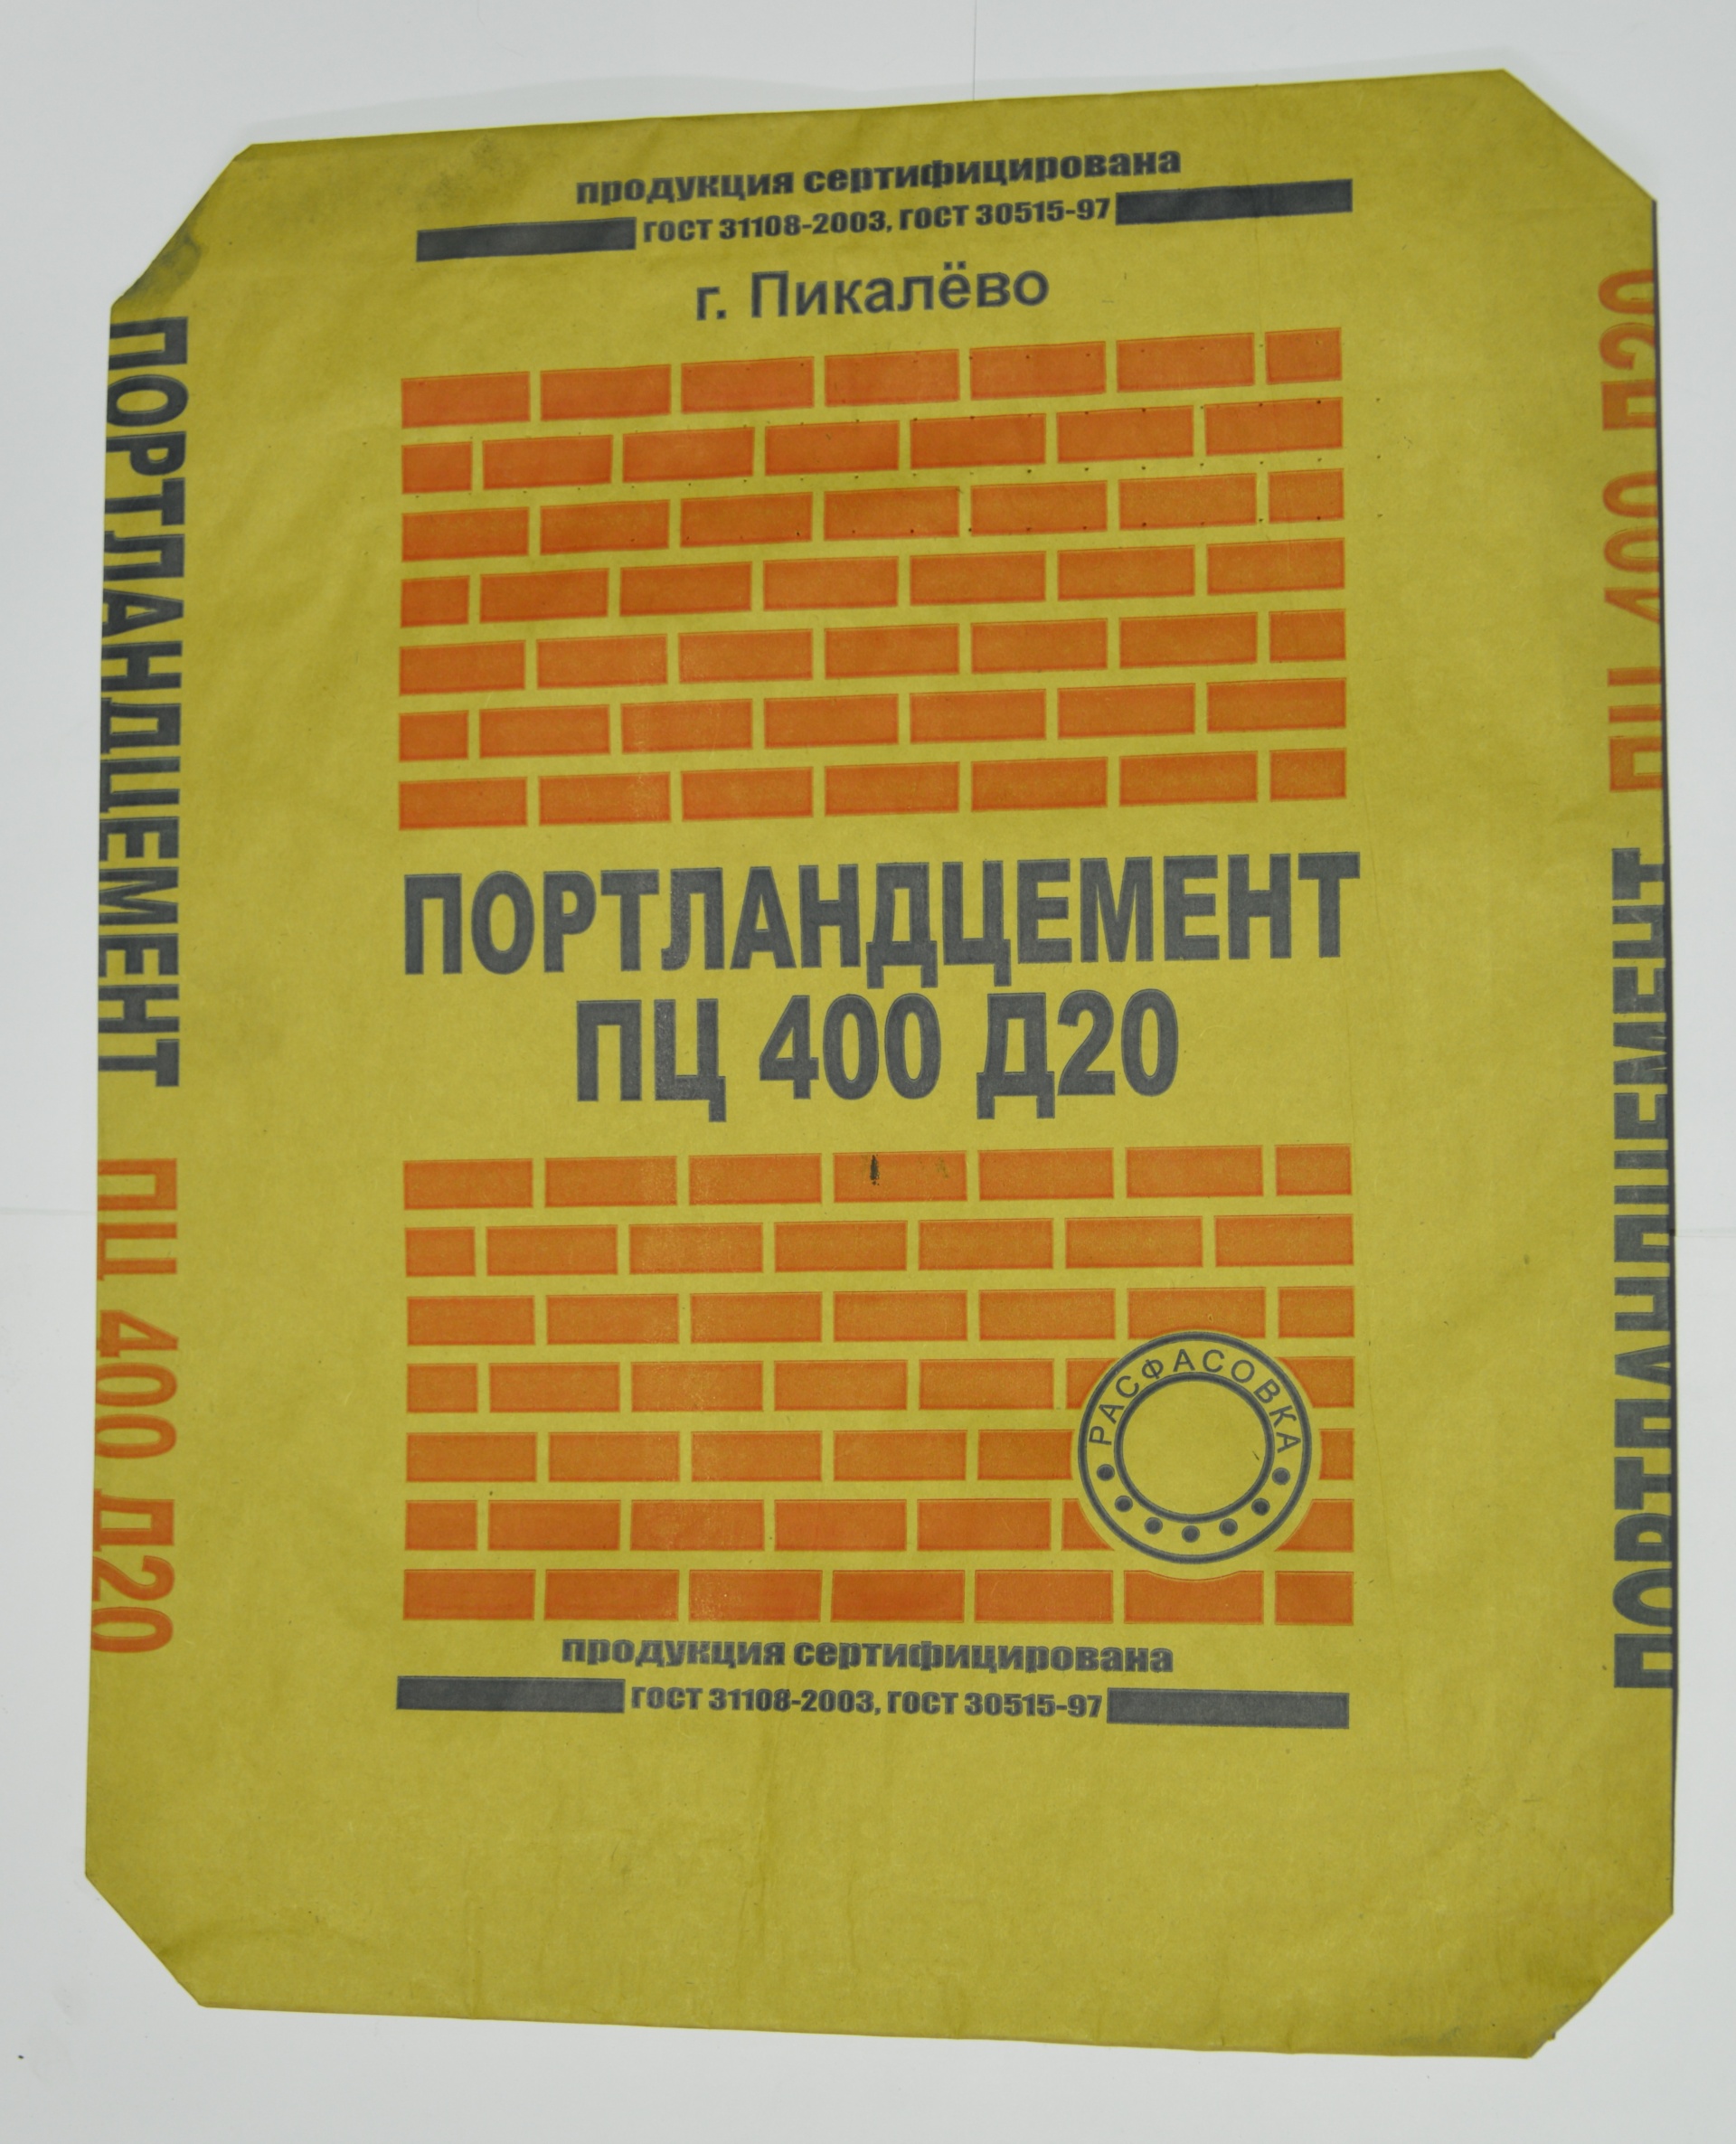 продукция сертифицирована
ГОСТ 31108-2003, ГОСТ 30515-97
г. Пикалёво
ПОРТЛАНДЦЕМЕНТ
ПЦ 400 Д20
РАСФАСОВКА
продукция сертифицирована
ГОСТ 31108-2003, ГОСТ 30515-97
ПОРТЛАНДЦЕМЕНТ ПЦ 400 Д20
ПОРТЛАНДЦЕМЕНТ ПЦ 400 Д20